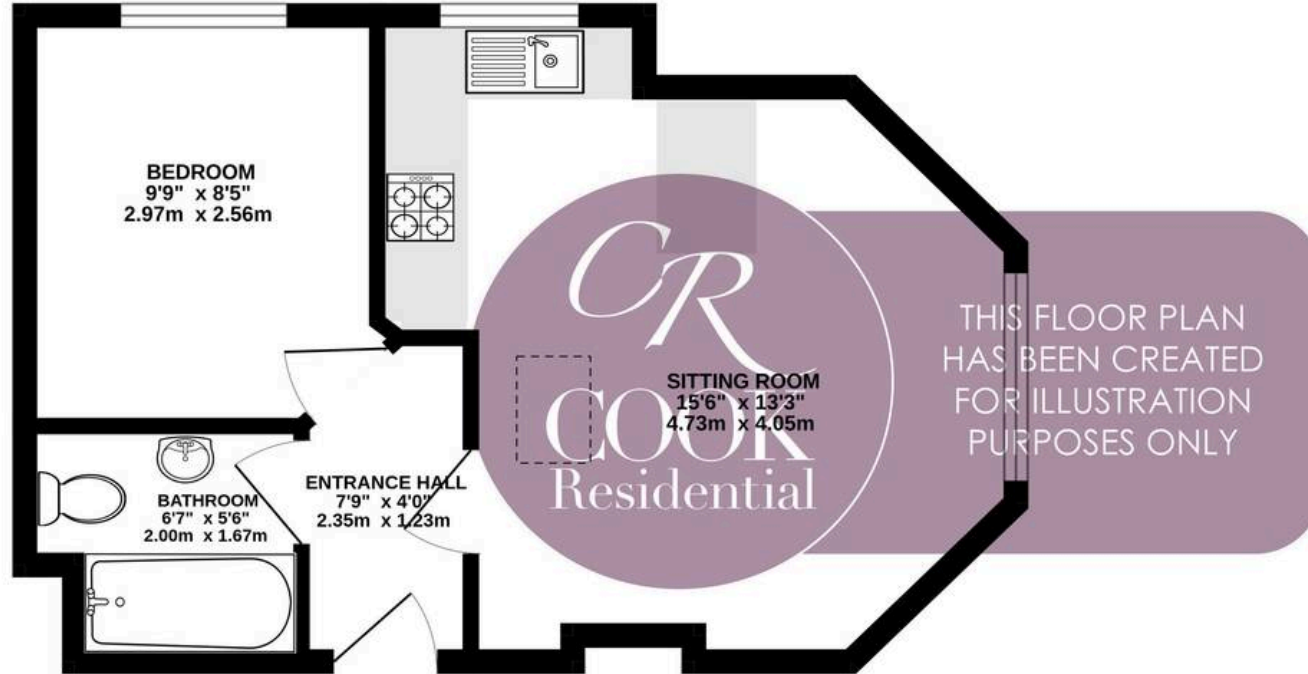 BEDROOM
9'9" x 8'5"
2.97m x 2.56m
CR
COOK
Residential
SITTING ROOM
15'6" x 13'3"
4.73m x 4.05m
THIS FLOOR PLAN
HAS BEEN CREATED
FOR ILLUSTRATION
PURPOSES ONLY
ENTRANCE HALL
7'9" x 4'0"
2.35m x 1.23m
BATHROOM
6'7" x 5'6"
2.00m x 1.67m